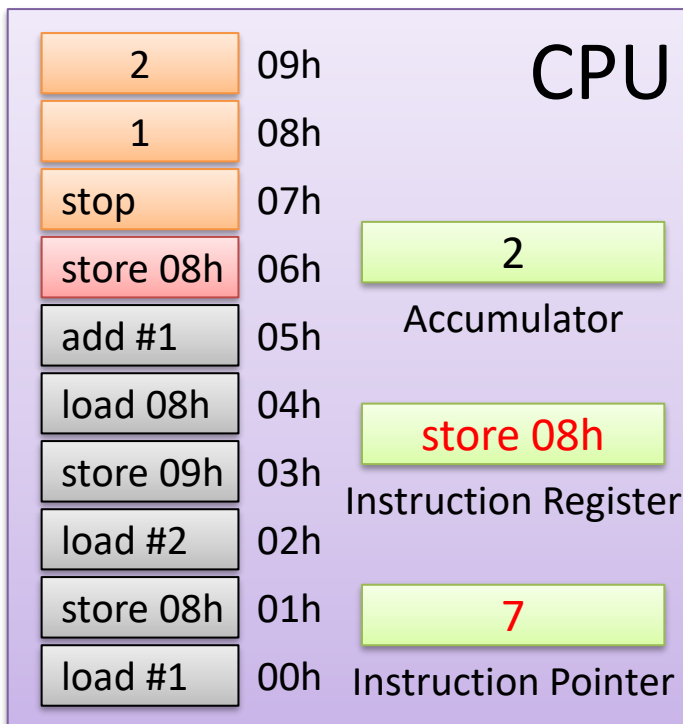 CPU
2 09h
1 08h
stop 07h
store 08h 06h
add #1 05h
load 08h 04h
store 09h 03h
load #2 02h
store 08h 01h
load #1 00h
2
Accumulator
store 08h
Instruction Register
7
Instruction Pointer